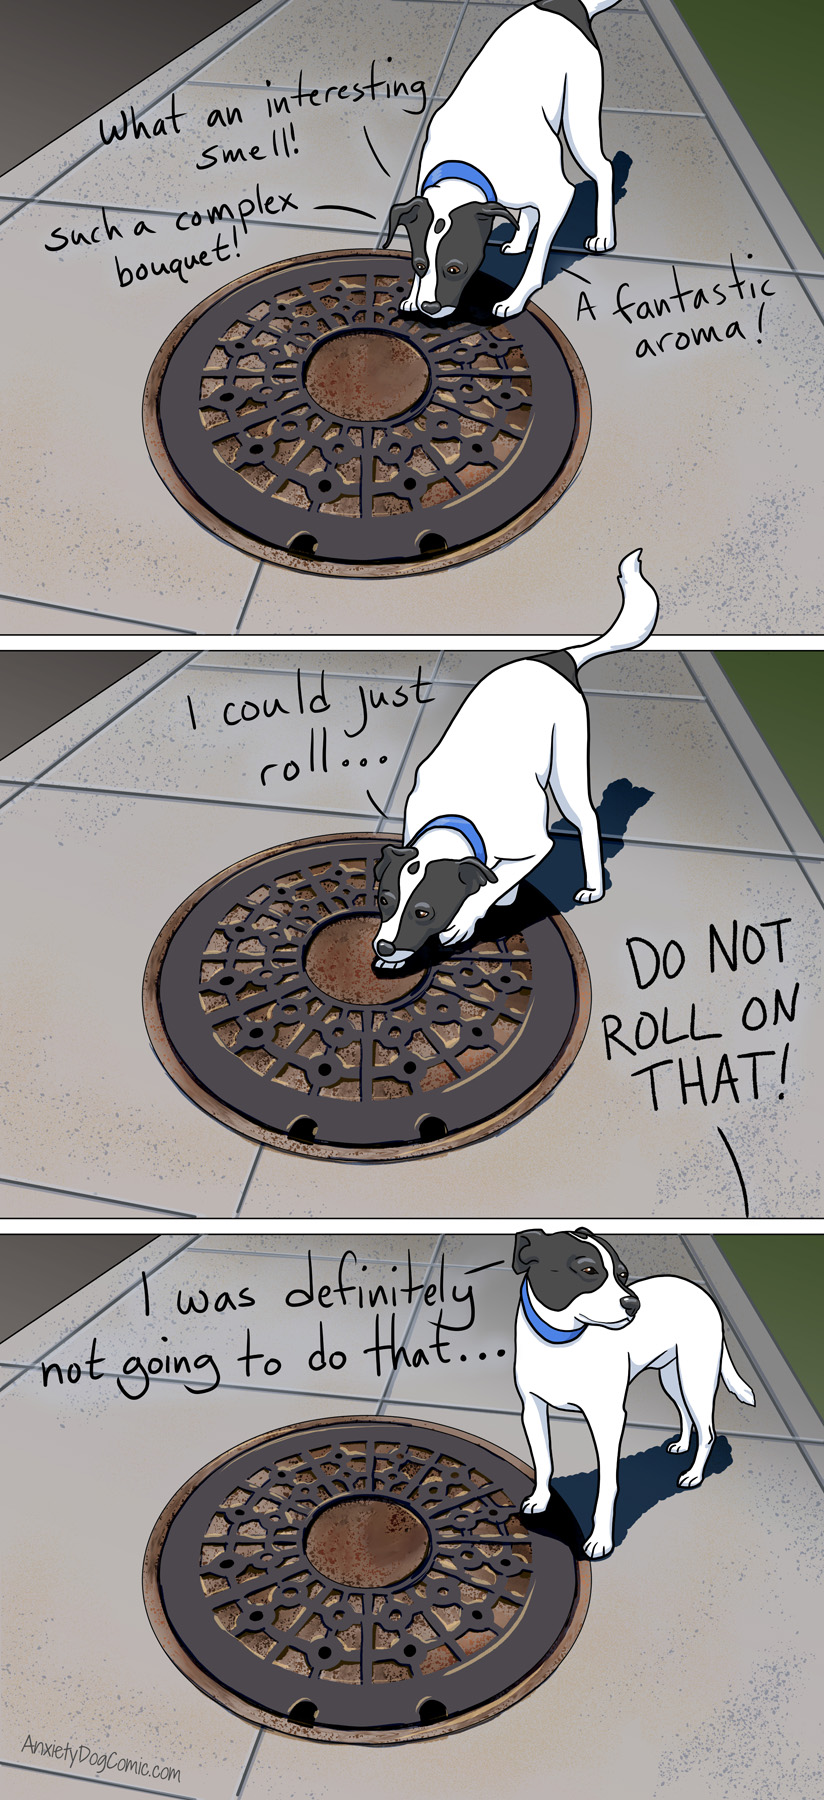 What an interesting
smell!
such a complex
bouquet!
A fantastic
aroma!
I could just
roll...
DO NOT
ROLL ON
THAT!
I was definitely
not going to do that...
AnxietyDogComic.com